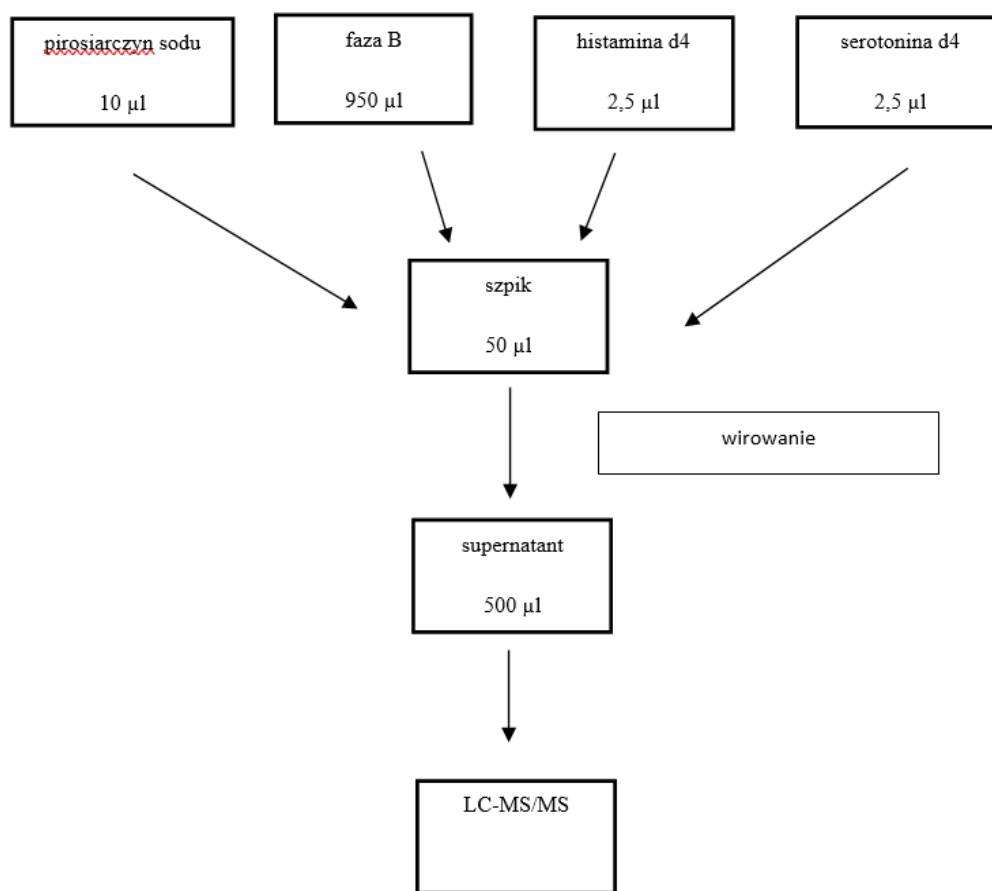 pirosiarczyn sodu
10 µl
faza B
950 µl
histamina d4
2,5 µl
serotonina d4
2,5 µl
szpik
50 µl
wirowanie
supernatant
500 µl
LC-MS/MS